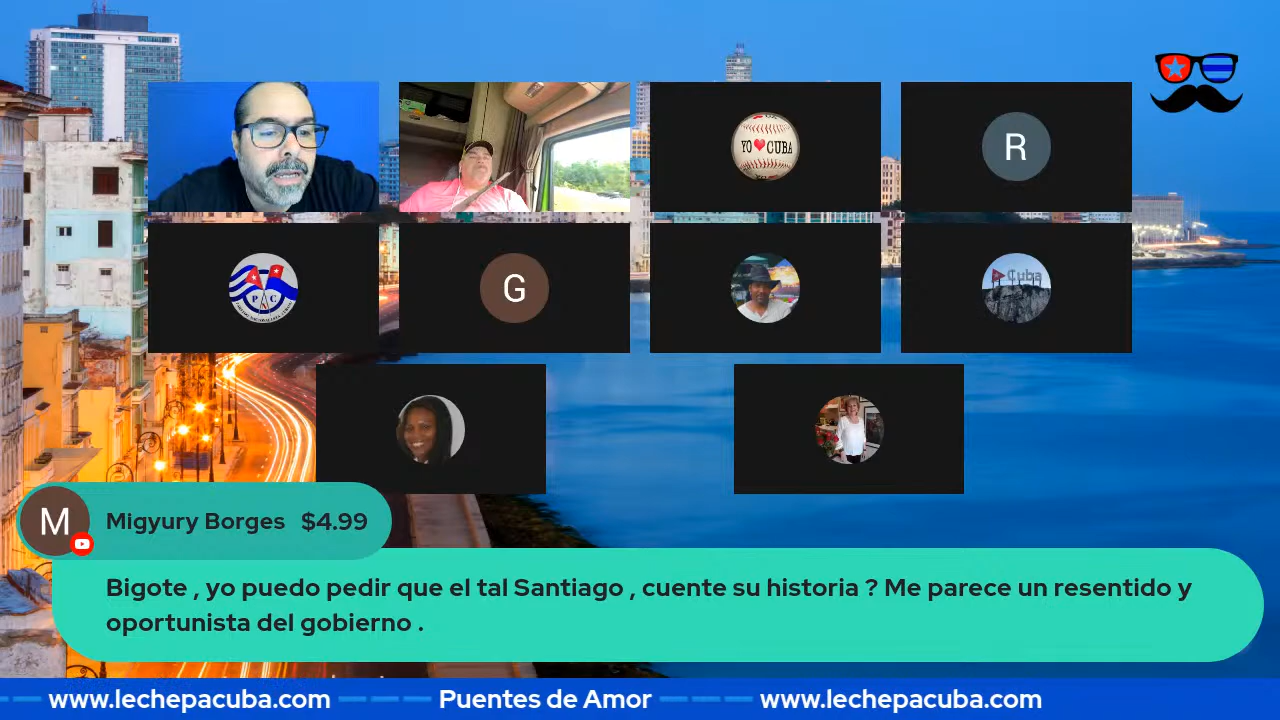 YO CUBA
R
P N C
G
Cuba
M
Migyury Borges $4.99
Bigote , yo puedo pedir que el tal Santiago , cuente su historia ? Me parece un resentido y
oportunista del gobierno .
www.lechepacuba.com Puentes de Amor www.lechepacuba.com